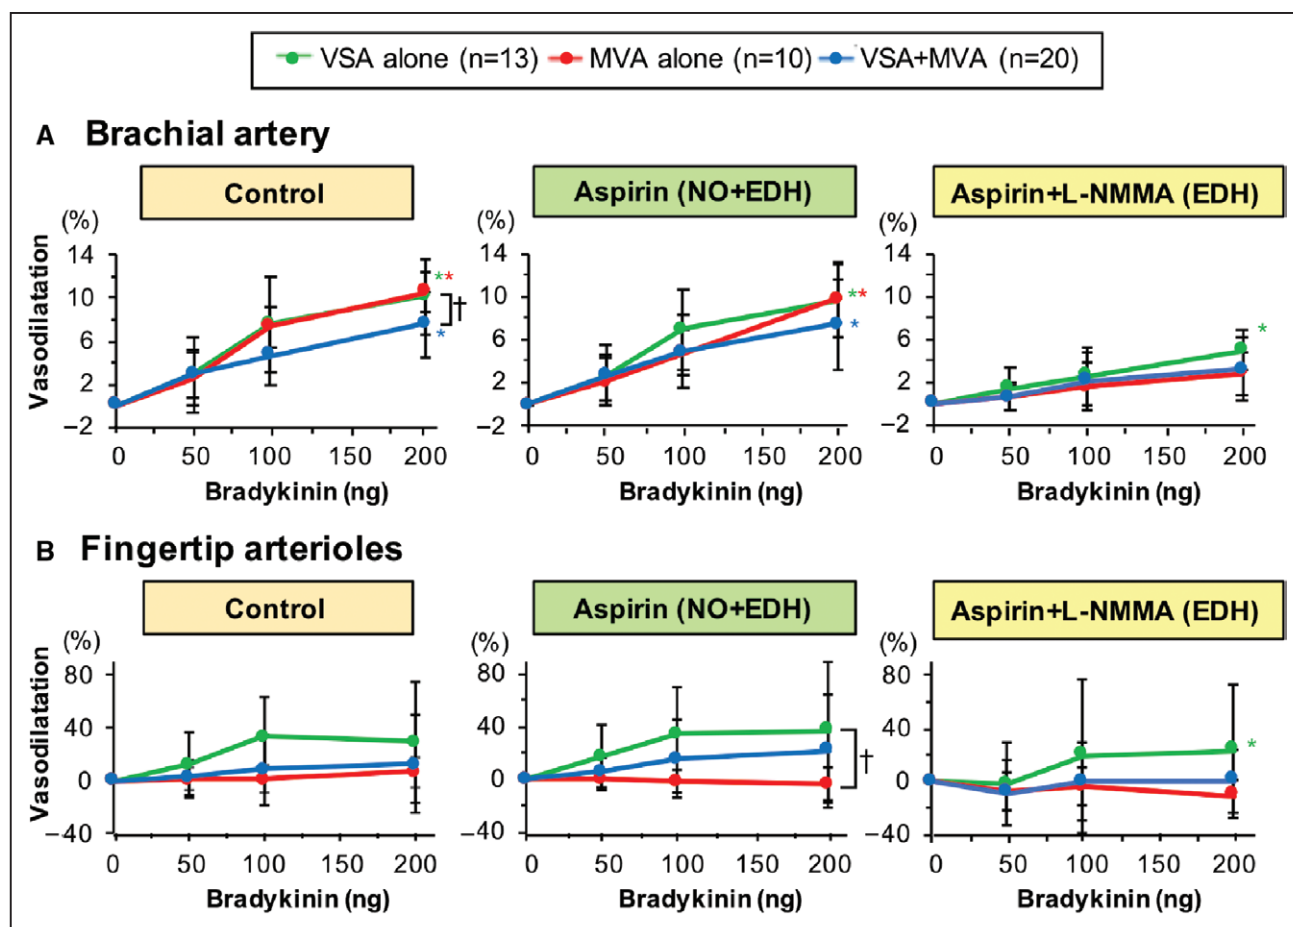 VSA alone (n=13) MVA alone (n=10) VSA+MVA (n=20)
A Brachial artery
Control
Aspirin (NO+EDH)
Aspirin+L-NMMA (EDH)
(%)
Vasodilatation
14
10
6
2
−2
**
†
*
0 50 100 150 200
Bradykinin (ng)
(%)
14
10
6
2
−2
**
*
0 50 100 150 200
Bradykinin (ng)
(%)
14
10
6
2
−2
*
0 50 100 150 200
Bradykinin (ng)
B Fingertip arterioles
Control
Aspirin (NO+EDH)
Aspirin+L-NMMA (EDH)
(%)
Vasodilatation
80
40
0
−40
0 50 100 150 200
Bradykinin (ng)
(%)
80
40
0
−40
†
0 50 100 150 200
Bradykinin (ng)
(%)
80
40
0
−40
*
0 50 100 150 200
Bradykinin (ng)